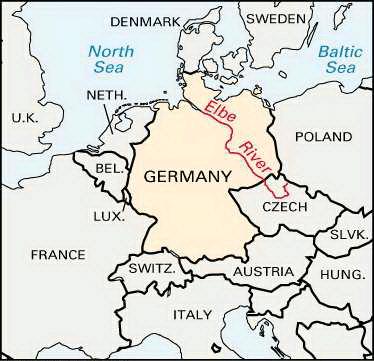 DENMARK
SWEDEN
North
Sea
Baltic
Sea
NETH.
Elbe
River
U.K.
POLAND
BEL.
GERMANY
LUX.
CZECH
SLVK.
FRANCE
SWITZ.
AUSTRIA
HUNG.
ITALY